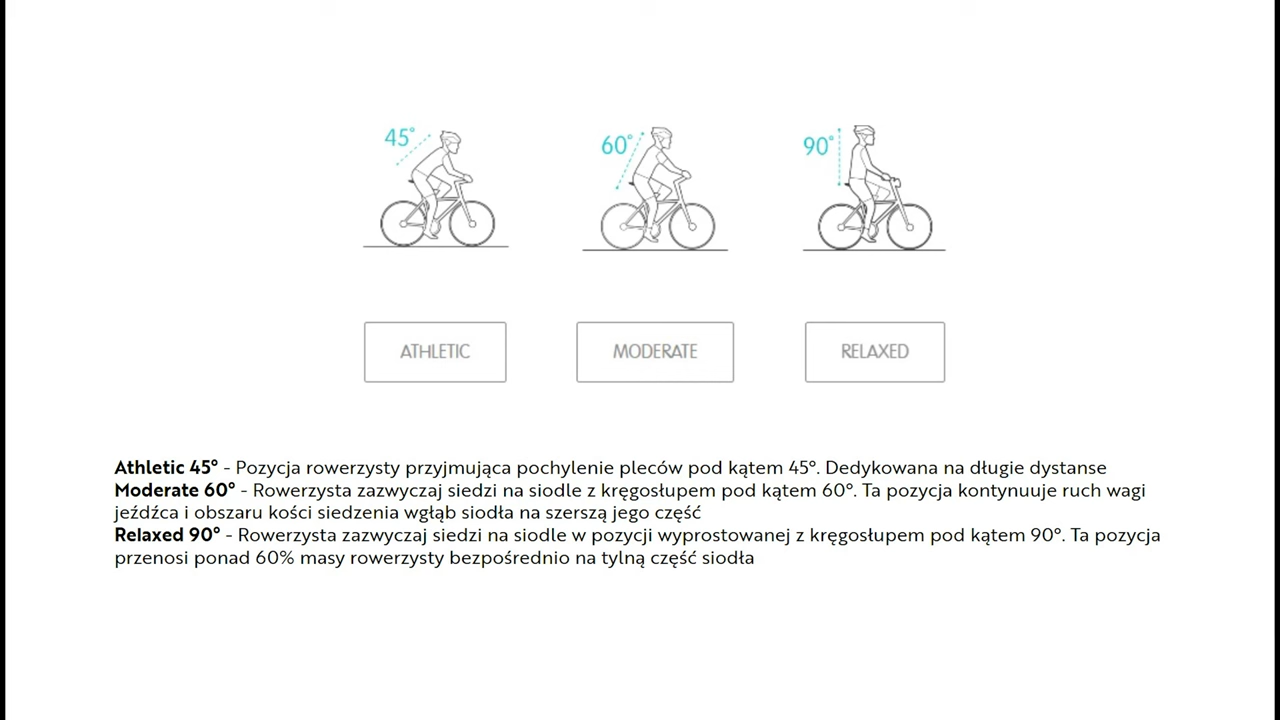 45°
60°
90°
ATHLETIC
MODERATE
RELAXED
Athletic 45° - Pozycja rowerzysty przyjmująca pochylenie pleców pod kątem 45°. Dedykowana na długie dystanse
Moderate 60° - Rowerzysta zazwyczaj siedzi na siodle z kręgosłupem pod kątem 60°. Ta pozycja kontynuuje ruch wagi
jeźdźca i obszaru kości siedzenia wgłąb siodła na szerszą jego część
Relaxed 90° - Rowerzysta zazwyczaj siedzi na siodle w pozycji wyprostowanej z kręgosłupem pod kątem 90°. Ta pozycja
przenosi ponad 60% masy rowerzysty bezpośrednio na tylną część siodła